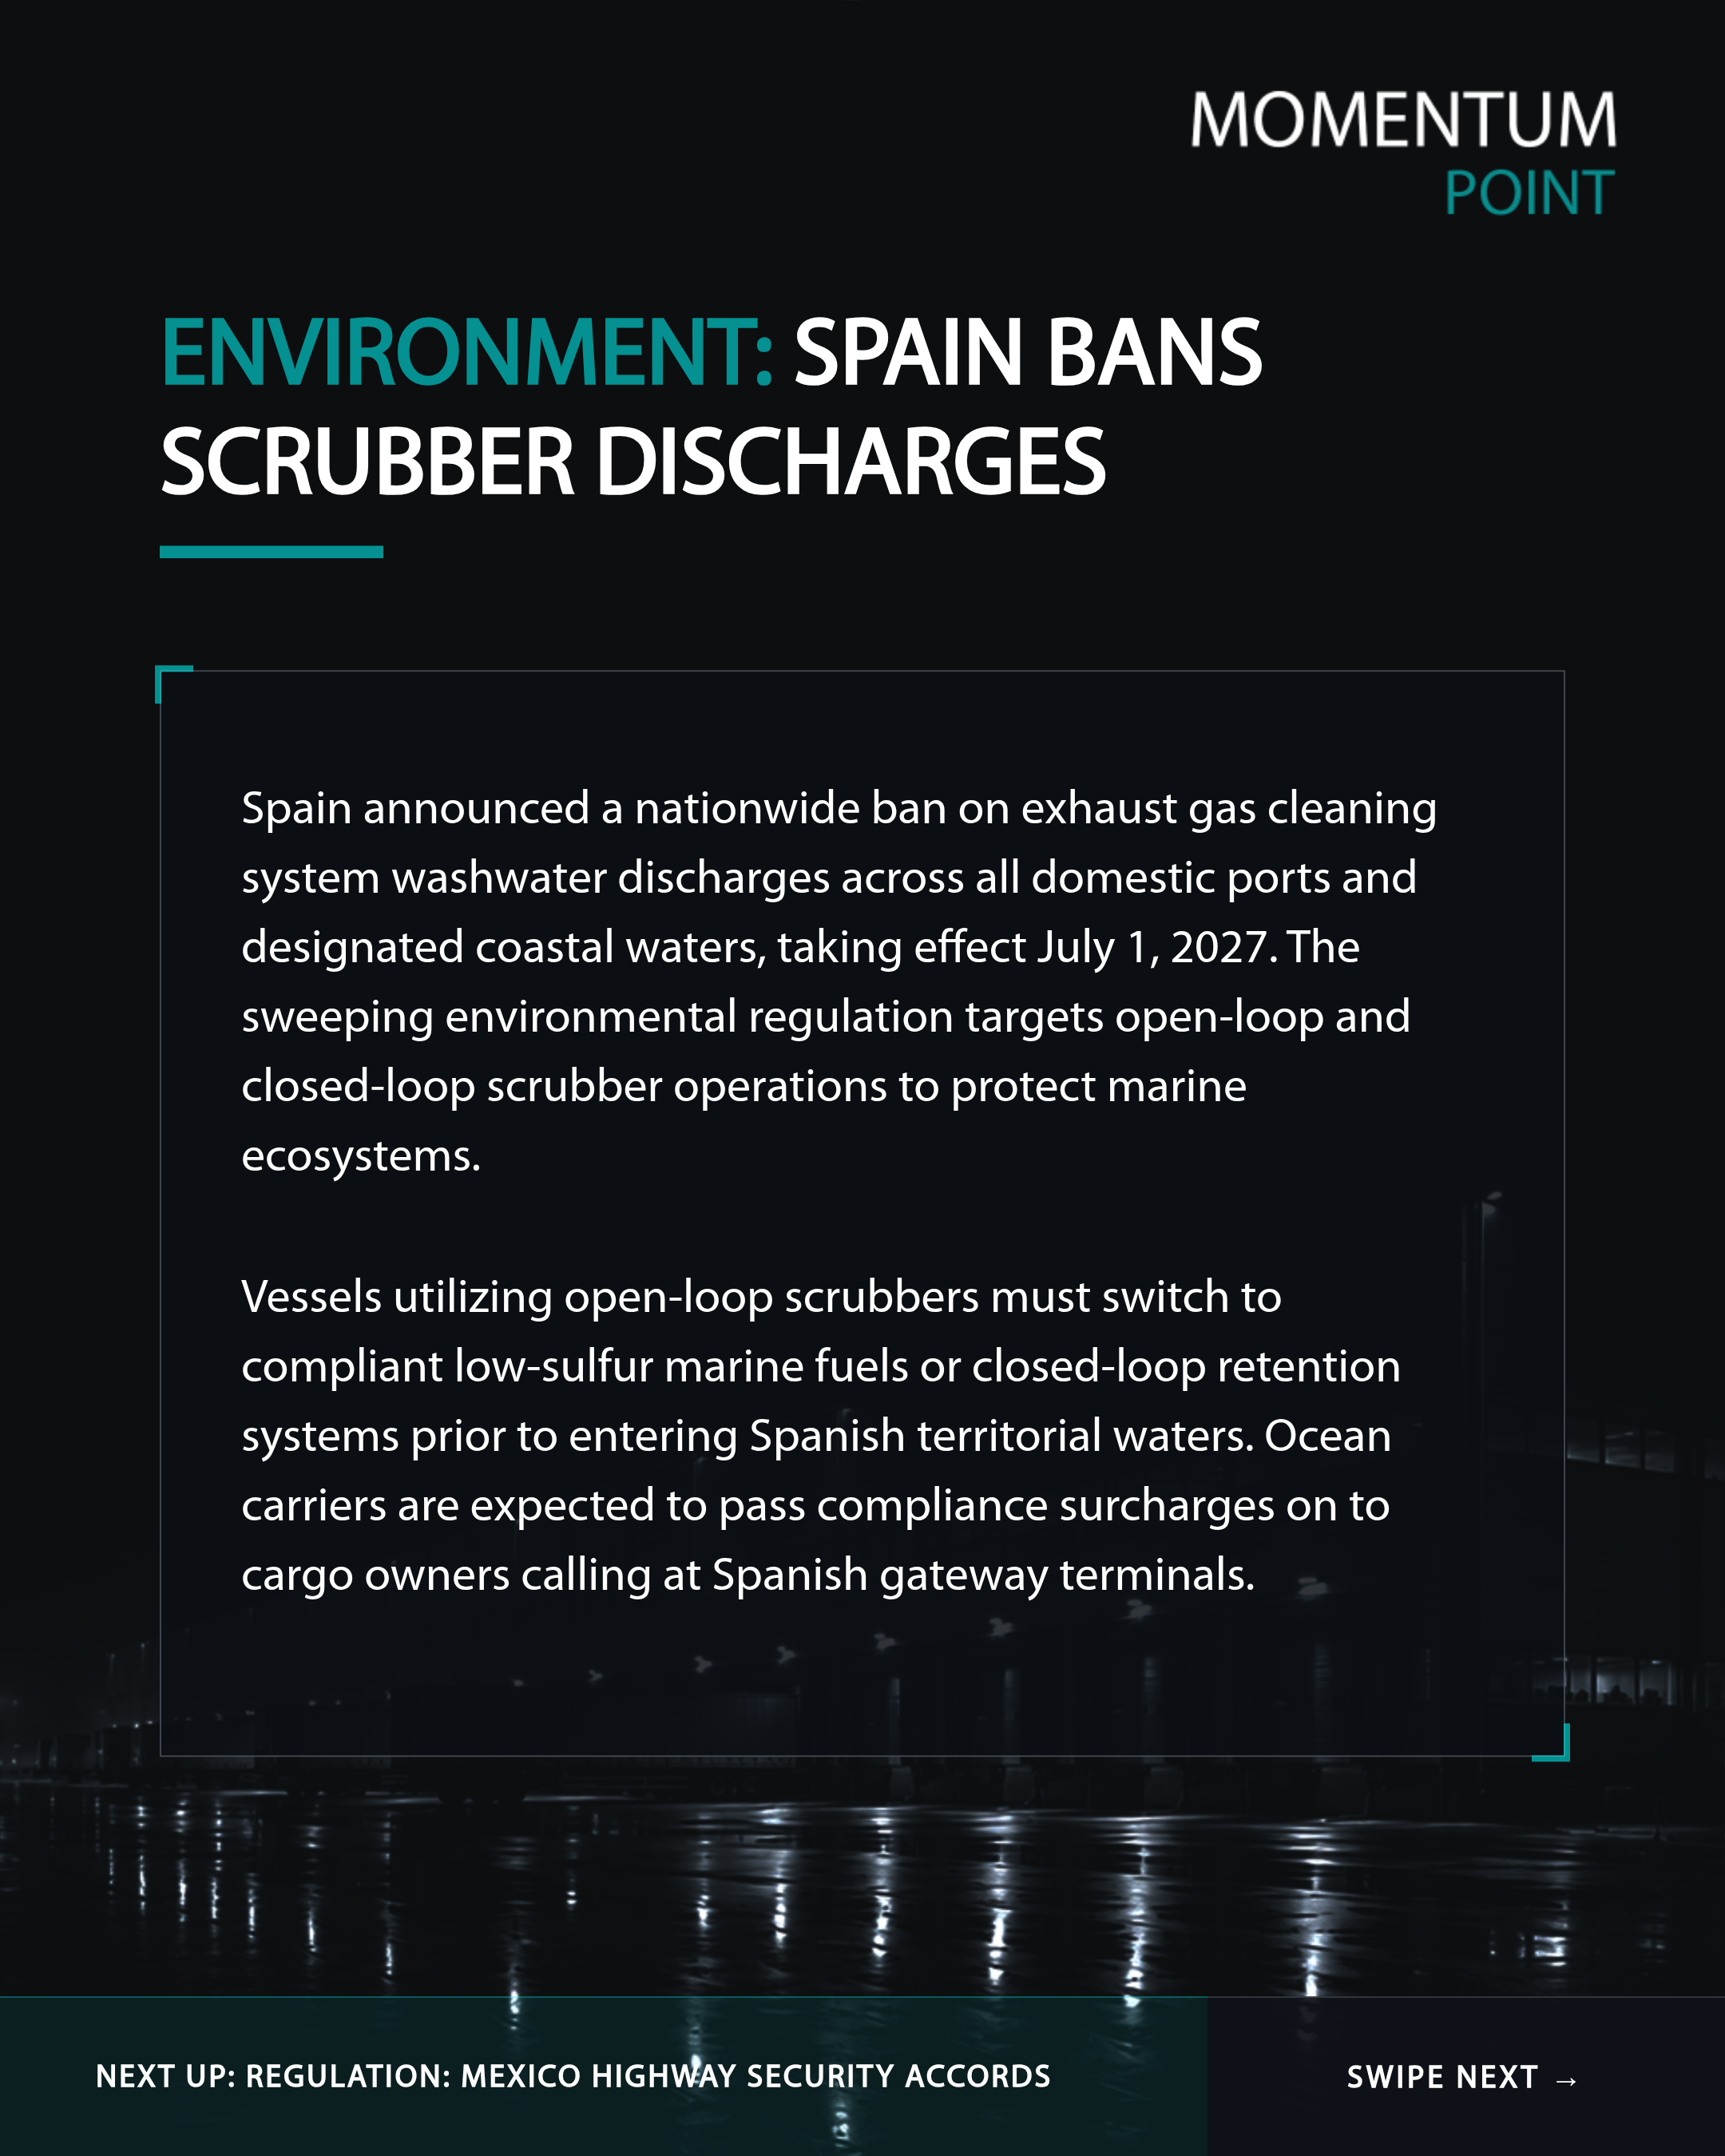 MOMENTUM
POINT
ENVIRONMENT: SPAIN BANS
SCRUBBER DISCHARGES
Spain announced a nationwide ban on exhaust gas cleaning
system washwater discharges across all domestic ports and
designated coastal waters, taking effect July 1, 2027. The
sweeping environmental regulation targets open-loop and
closed-loop scrubber operations to protect marine
ecosystems.
Vessels utilizing open-loop scrubbers must switch to
compliant low-sulfur marine fuels or closed-loop retention
systems prior to entering Spanish territorial waters. Ocean
carriers are expected to pass compliance surcharges on to
cargo owners calling at Spanish gateway terminals.
NEXT UP: REGULATION: MEXICO HIGHWAY SECURITY ACCORDS
SWIPE NEXT →